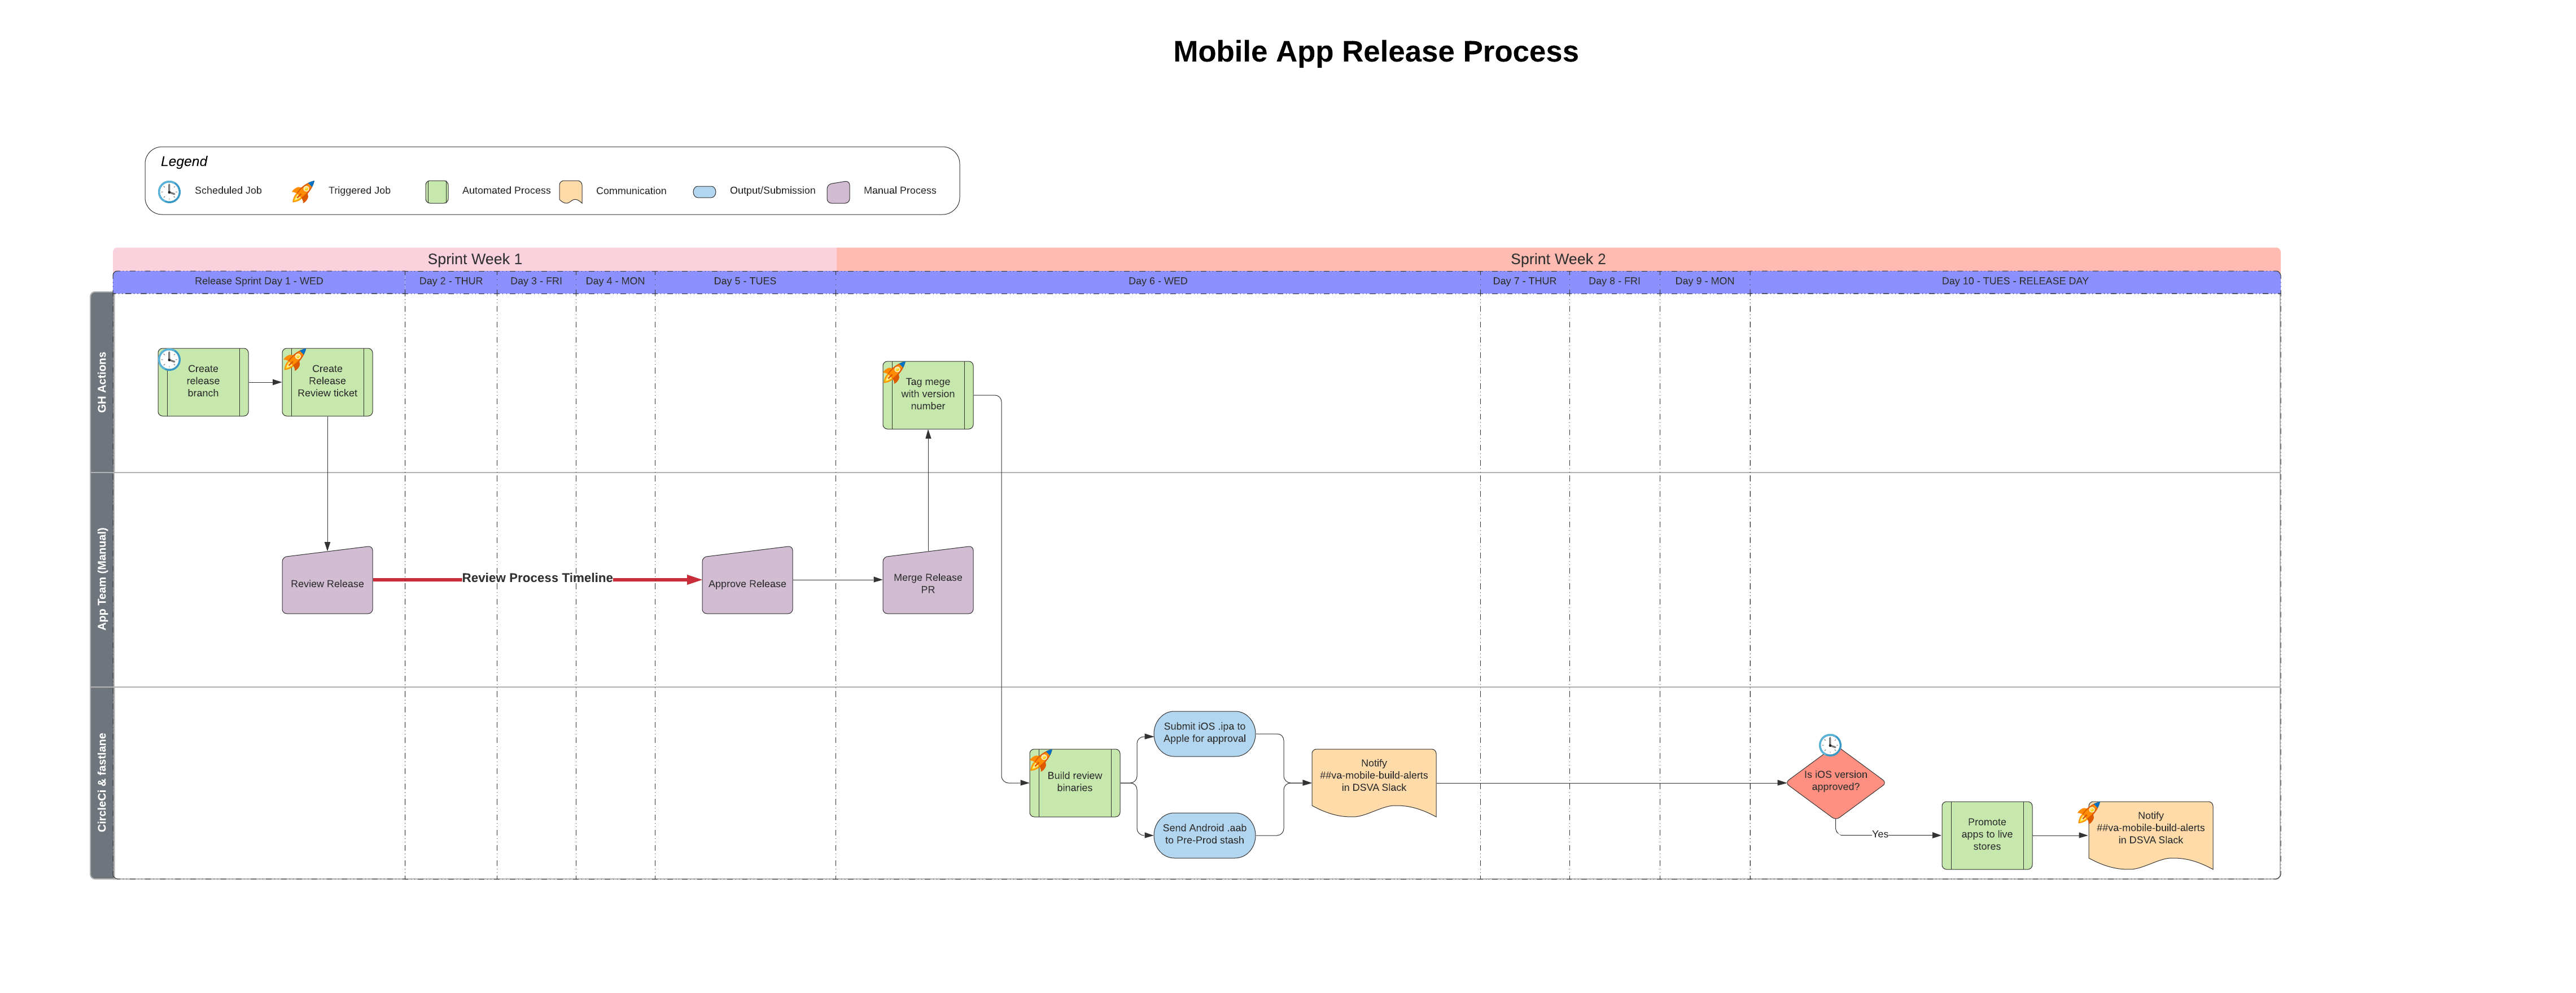 Mobile App Release Process
Legend
Scheduled Job
Triggered Job
Automated Process
Communication
Output/Submission
Manual Process
Sprint Week 1
Sprint Week 2
Release Sprint Day 1 - WED
Day 2 - THUR
Day 3 - FRI
Day 4 - MON
Day 5 - TUES
Day 6 - WED
Day 7 - THUR
Day 8 - FRI
Day 9 - MON
Day 10 - TUES - RELEASE DAY
GH Actions
Create
release
branch
Create
Release
Review ticket
Tag mege
with version
number
App Team (Manual)
Review Release
Review Process Timeline
Approve Release
Merge Release
PR
CircleCi & fastlane
Build review
binaries
Submit iOS .ipa to
Apple for approval
Send Android .aab
to Pre-Prod stash
Notify
##va-mobile-build-alerts
in DSVA Slack
Is iOS version
approved?
Yes
Promote
apps to live
stores
Notify
##va-mobile-build-alerts
in DSVA Slack